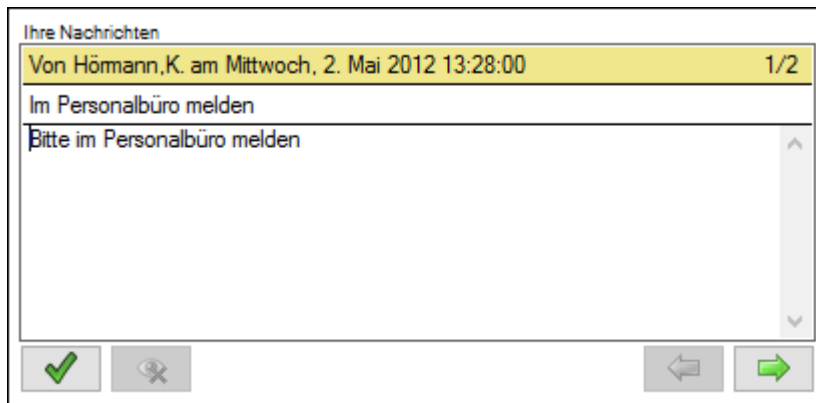 Ihre Nachrichten
Von Hörmann,K. am Mittwoch, 2. Mai 2012 13:28:00 1/2
Im Personalbüro melden
Bitte im Personalbüro melden